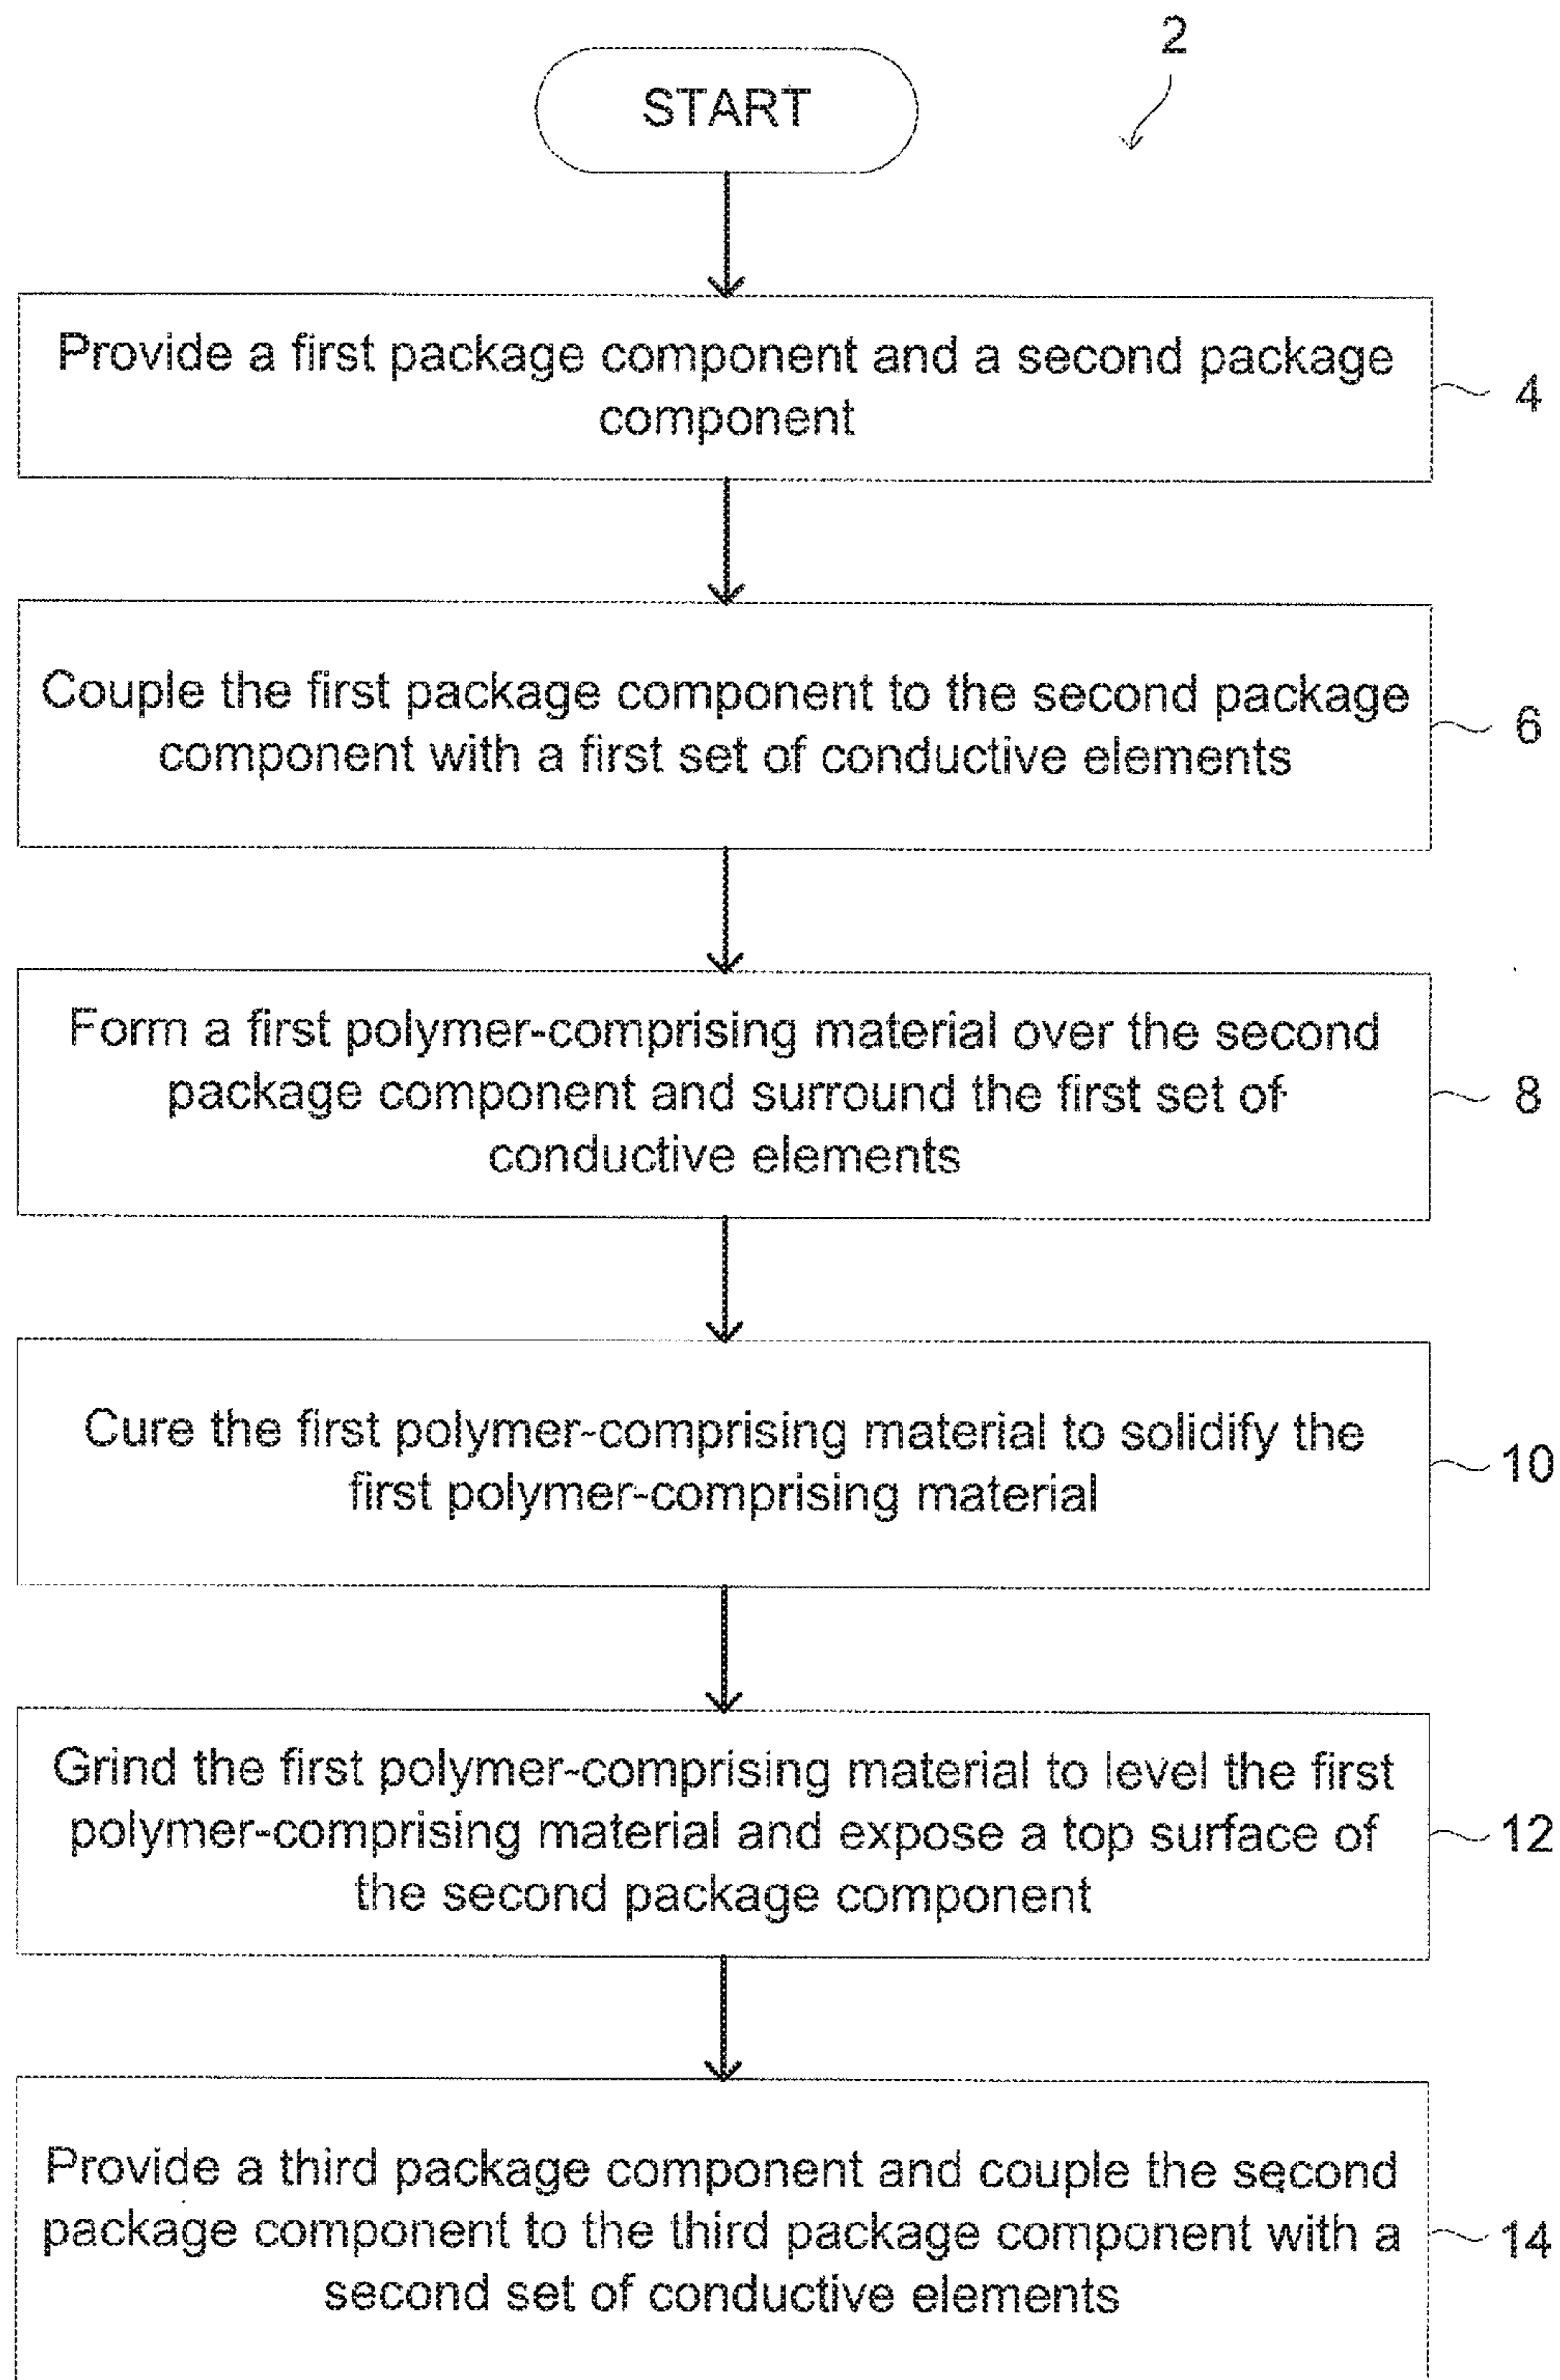 2
START
Provide a first package component and a second package
component
4
Couple the first package component to the second package
component with a first set of conductive elements
6
Form a first polymer-comprising material over the second
package component and surround the first set of
conductive elements
8
Cure the first polymer-comprising material to solidify the
first polymer-comprising material
10
Grind the first polymer-comprising material to level the first
polymer-comprising material and expose a top surface of
the second package component
12
Provide a third package component and couple the second
package component to the third package component with a
second set of conductive elements
14